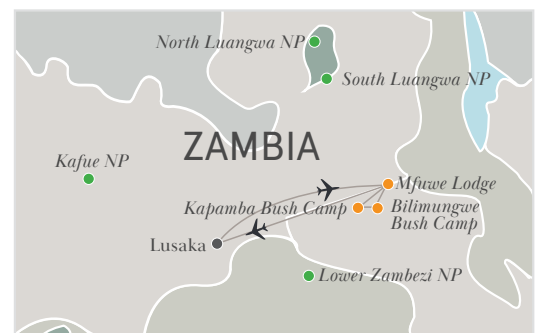 North Luangwa NP
South Luangwa NP
ZAMBIA
Kafue NP
Mfuwe Lodge
Kapamba Bush Camp
Bilimungwe
Bush Camp
Lusaka
Lower Zambezi NP